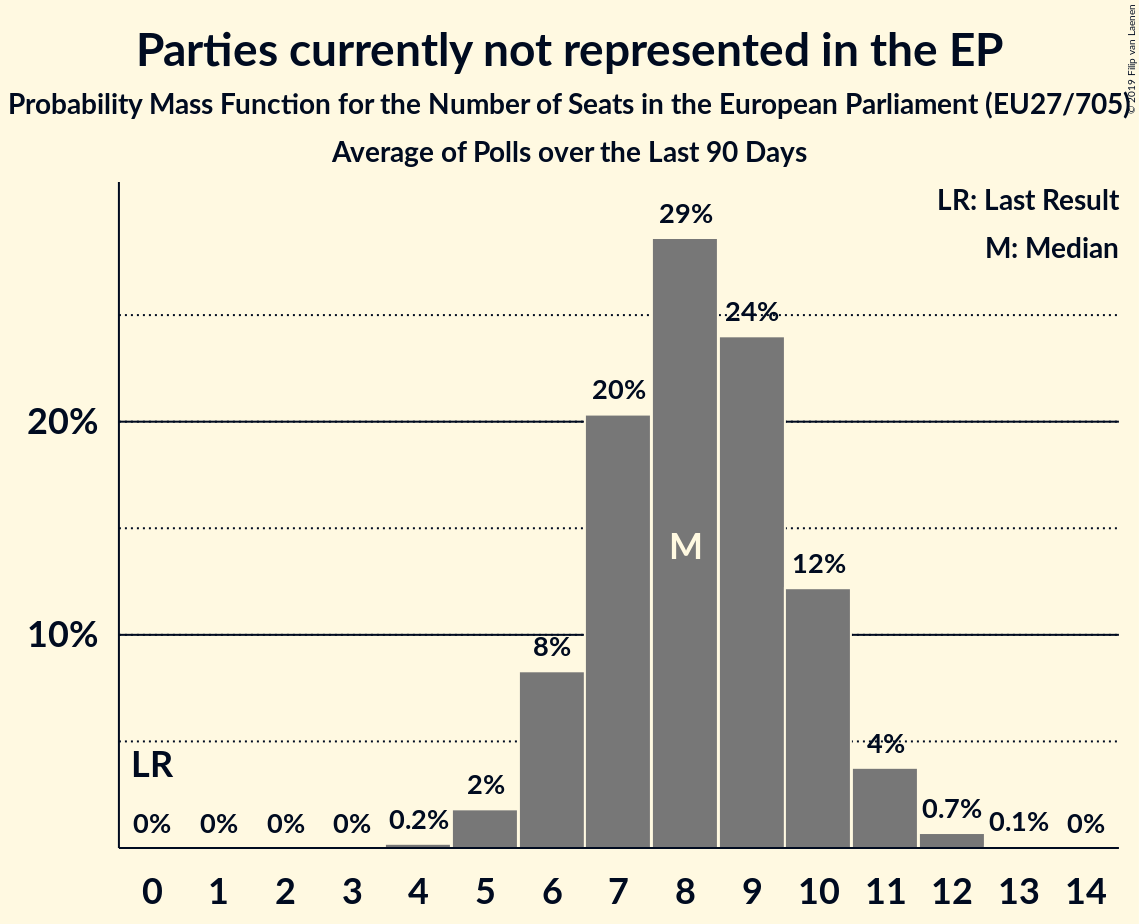 Parties currently not represented in the EP
Probability Mass Function for the Number of Seats in the European Parliament (EU27/705)
Average of Polls over the Last 90 Days
© 2019 Filip van Laenen
LR: Last Result
M: Median
29%
24%
20%
20%
M
12%
10%
8%
4%
LR
2%
0% 0% 0% 0% 0.2% 0.7% 0.1% 0%
0 1 2 3 4 5 6 7 8 9 10 11 12 13 14